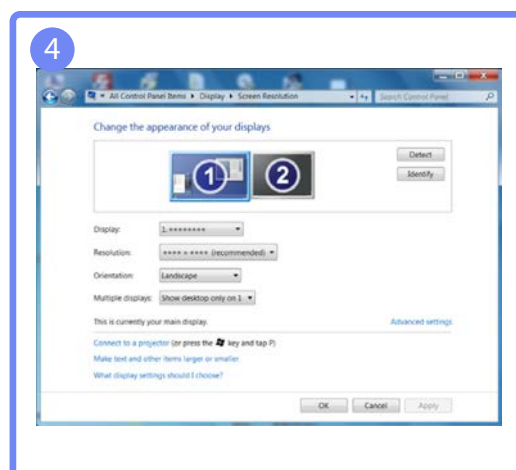 4
All Control Panel Items ▸ Display ▸ Screen Resolution
Search Control Panel
Change the appearance of your displays
1
2
Detect
Identify
Display: 1. ********
Resolution: **** × **** (recommended)
Orientation: Landscape
Multiple displays: Show desktop only on 1
This is currently your main display.
Advanced settings
Connect to a projector (or press the key and tap P)
Make text and other items larger or smaller
What display settings should I choose?
OK
Cancel
Apply